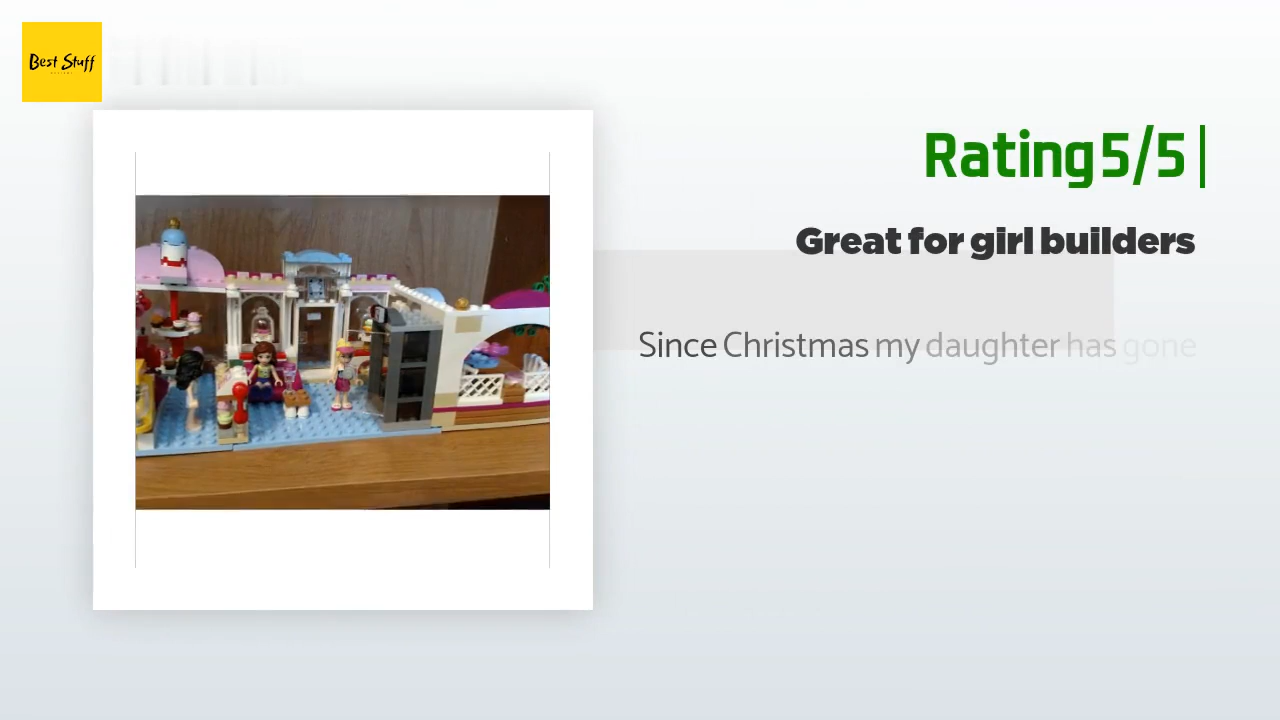 Best Stuff
Rating 5/5
Great for girl builders
Since Christmas my daughter has gone